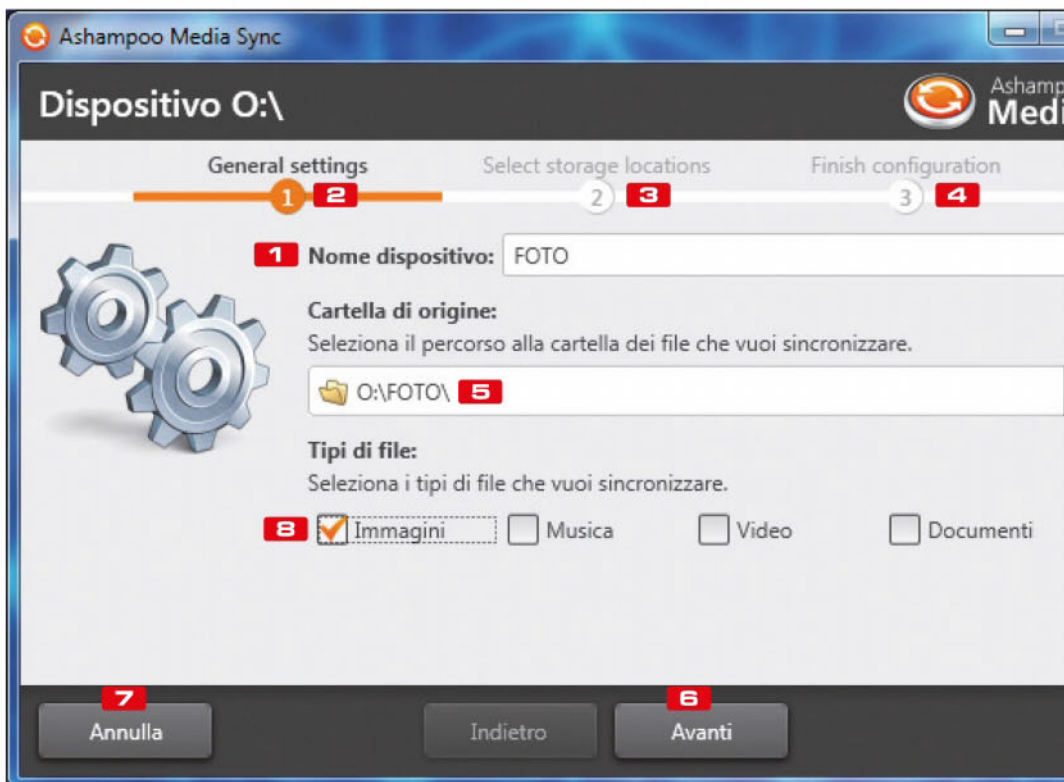 Ashampoo Media Sync
Dispositivo O:\
Ashamp
Medi
General settings
Select storage locations
Finish configuration
1 2
2 3
3 4
1 Nome dispositivo: FOTO
Cartella di origine:
Seleziona il percorso alla cartella dei file che vuoi sincronizzare.
O:\FOTO\ 5
Tipi di file:
Seleziona i tipi di file che vuoi sincronizzare.
8 Immagini Musica Video Documenti
7 6
Annulla Indietro Avanti